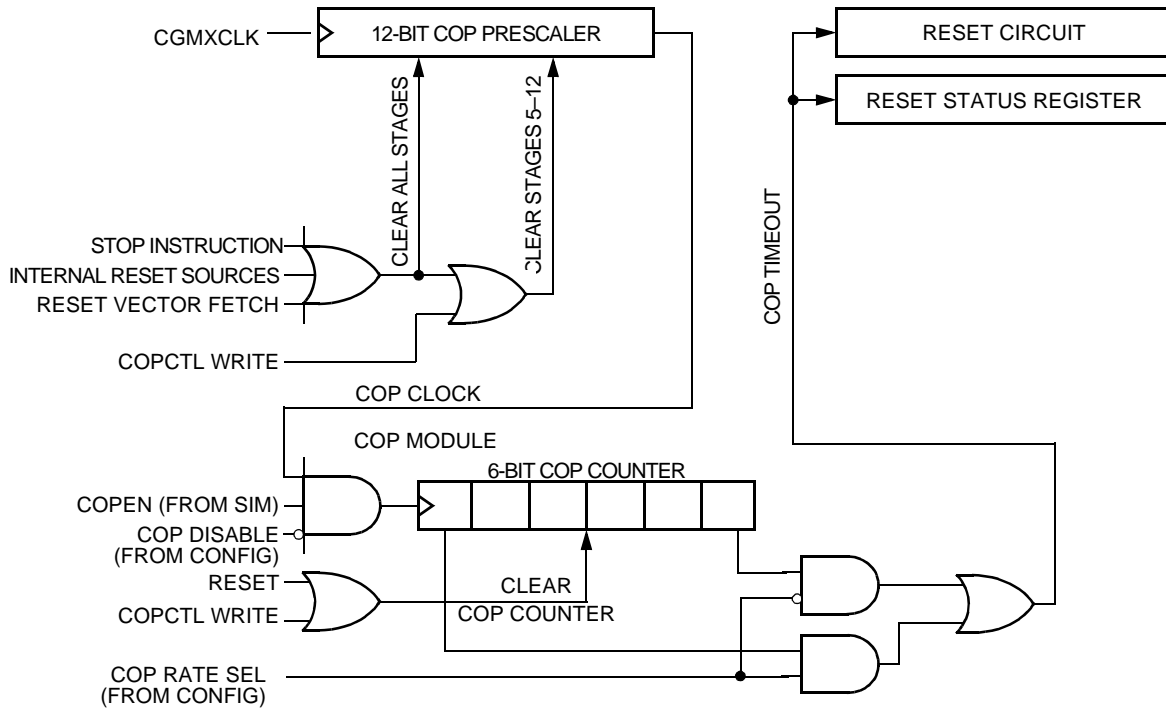 CGMXCLK
12-BIT COP PRESCALER
RESET CIRCUIT
RESET STATUS REGISTER
CLEAR ALL STAGES
CLEAR STAGES 5–12
STOP INSTRUCTION
INTERNAL RESET SOURCES
RESET VECTOR FETCH
COPCTL WRITE
COP TIMEOUT
COP CLOCK
COP MODULE
6-BIT COP COUNTER
COPEN (FROM SIM)
COP DISABLE
(FROM CONFIG)
RESET
COPCTL WRITE
CLEAR
COP COUNTER
COP RATE SEL
(FROM CONFIG)